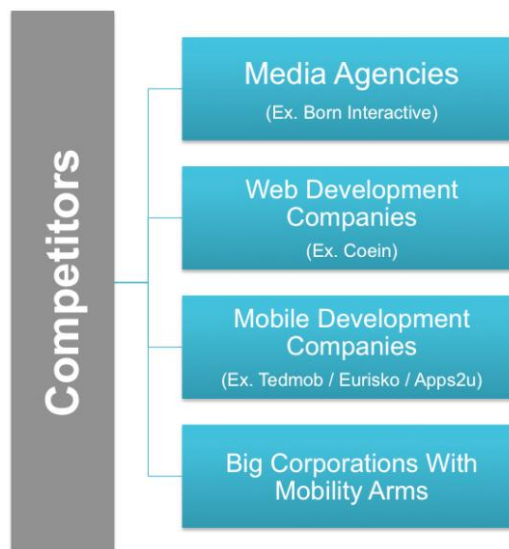 Competitors
Media Agencies
(Ex. Born Interactive)
Web Development
Companies
(Ex. Coein)
Mobile Development
Companies
(Ex. Tedmob / Eurisko / Apps2u)
Big Corporations With
Mobility Arms